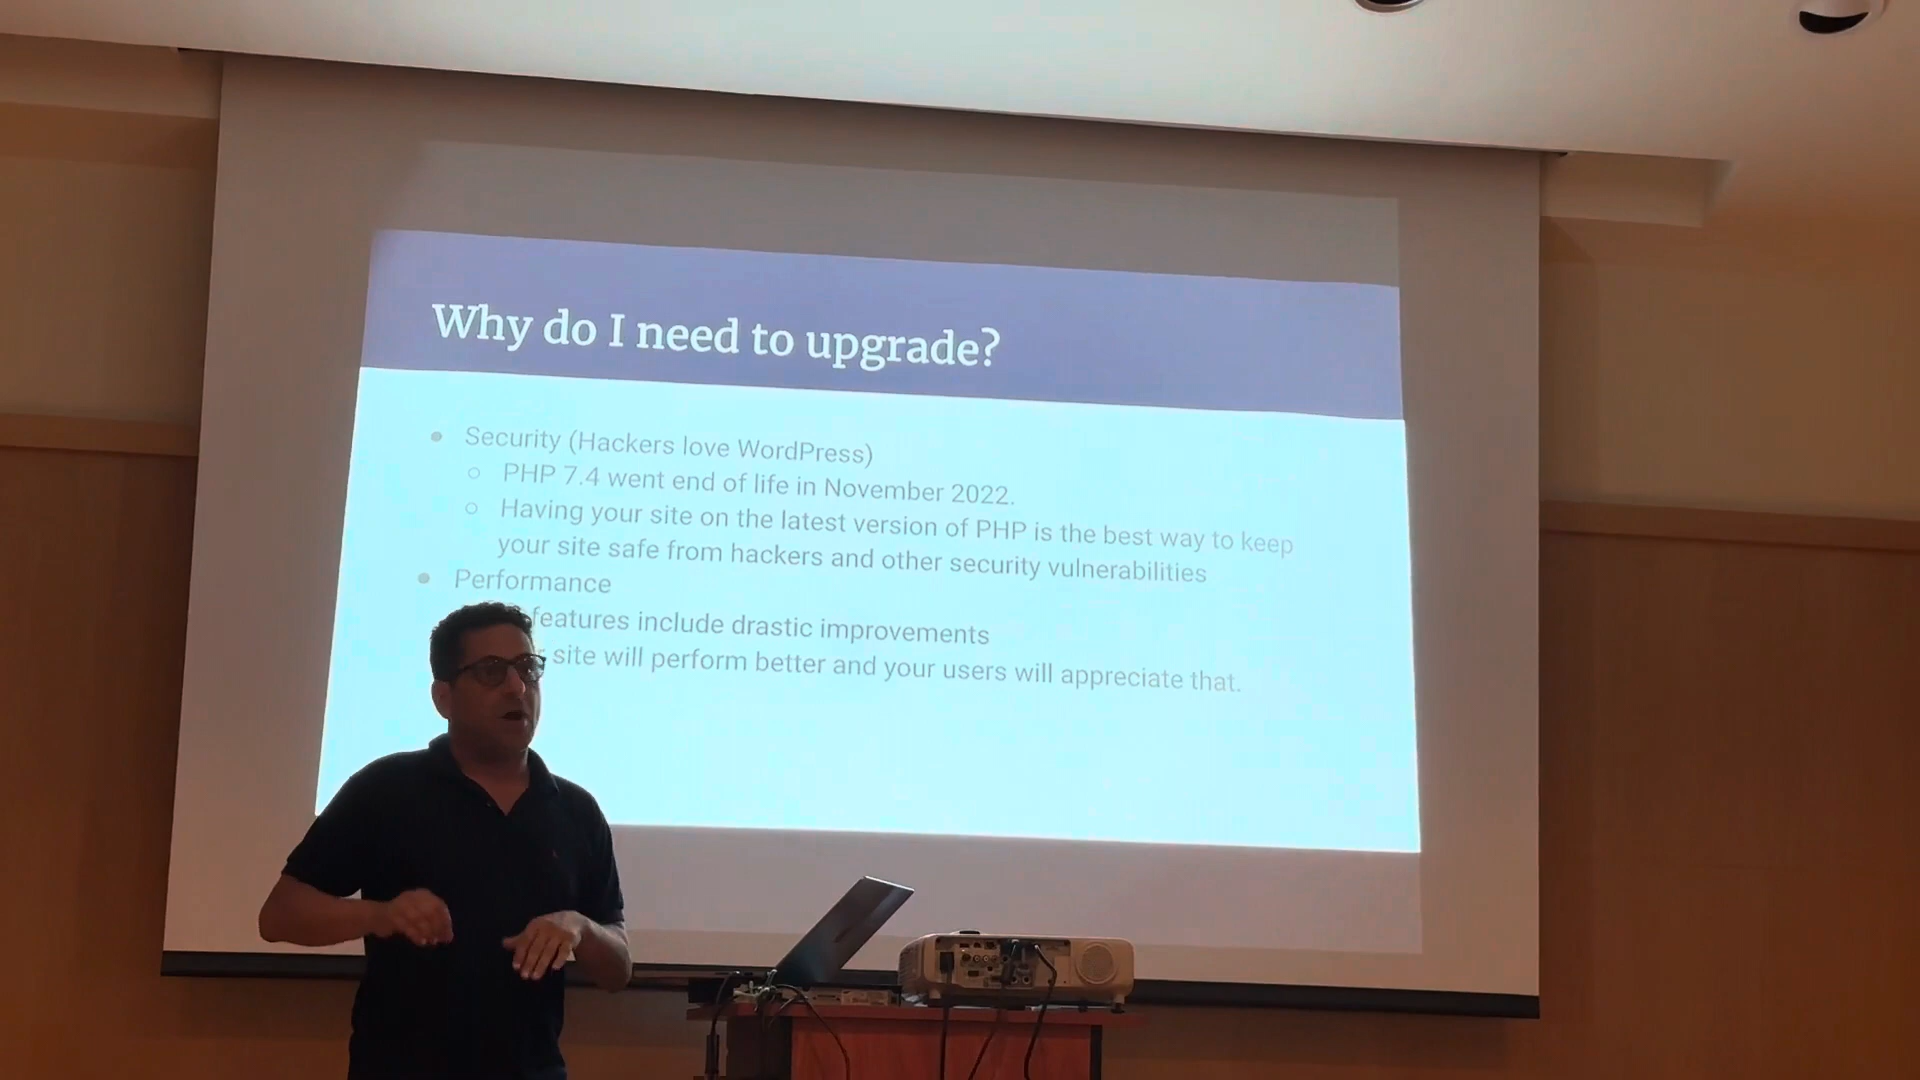 Why do I need to upgrade?
Security (Hackers love WordPress)
PHP 7.4 went end of life in November 2022.
Having your site on the latest version of PHP is the best way to keep
your site safe from hackers and other security vulnerabilities
Performance
features include drastic improvements
site will perform better and your users will appreciate that.